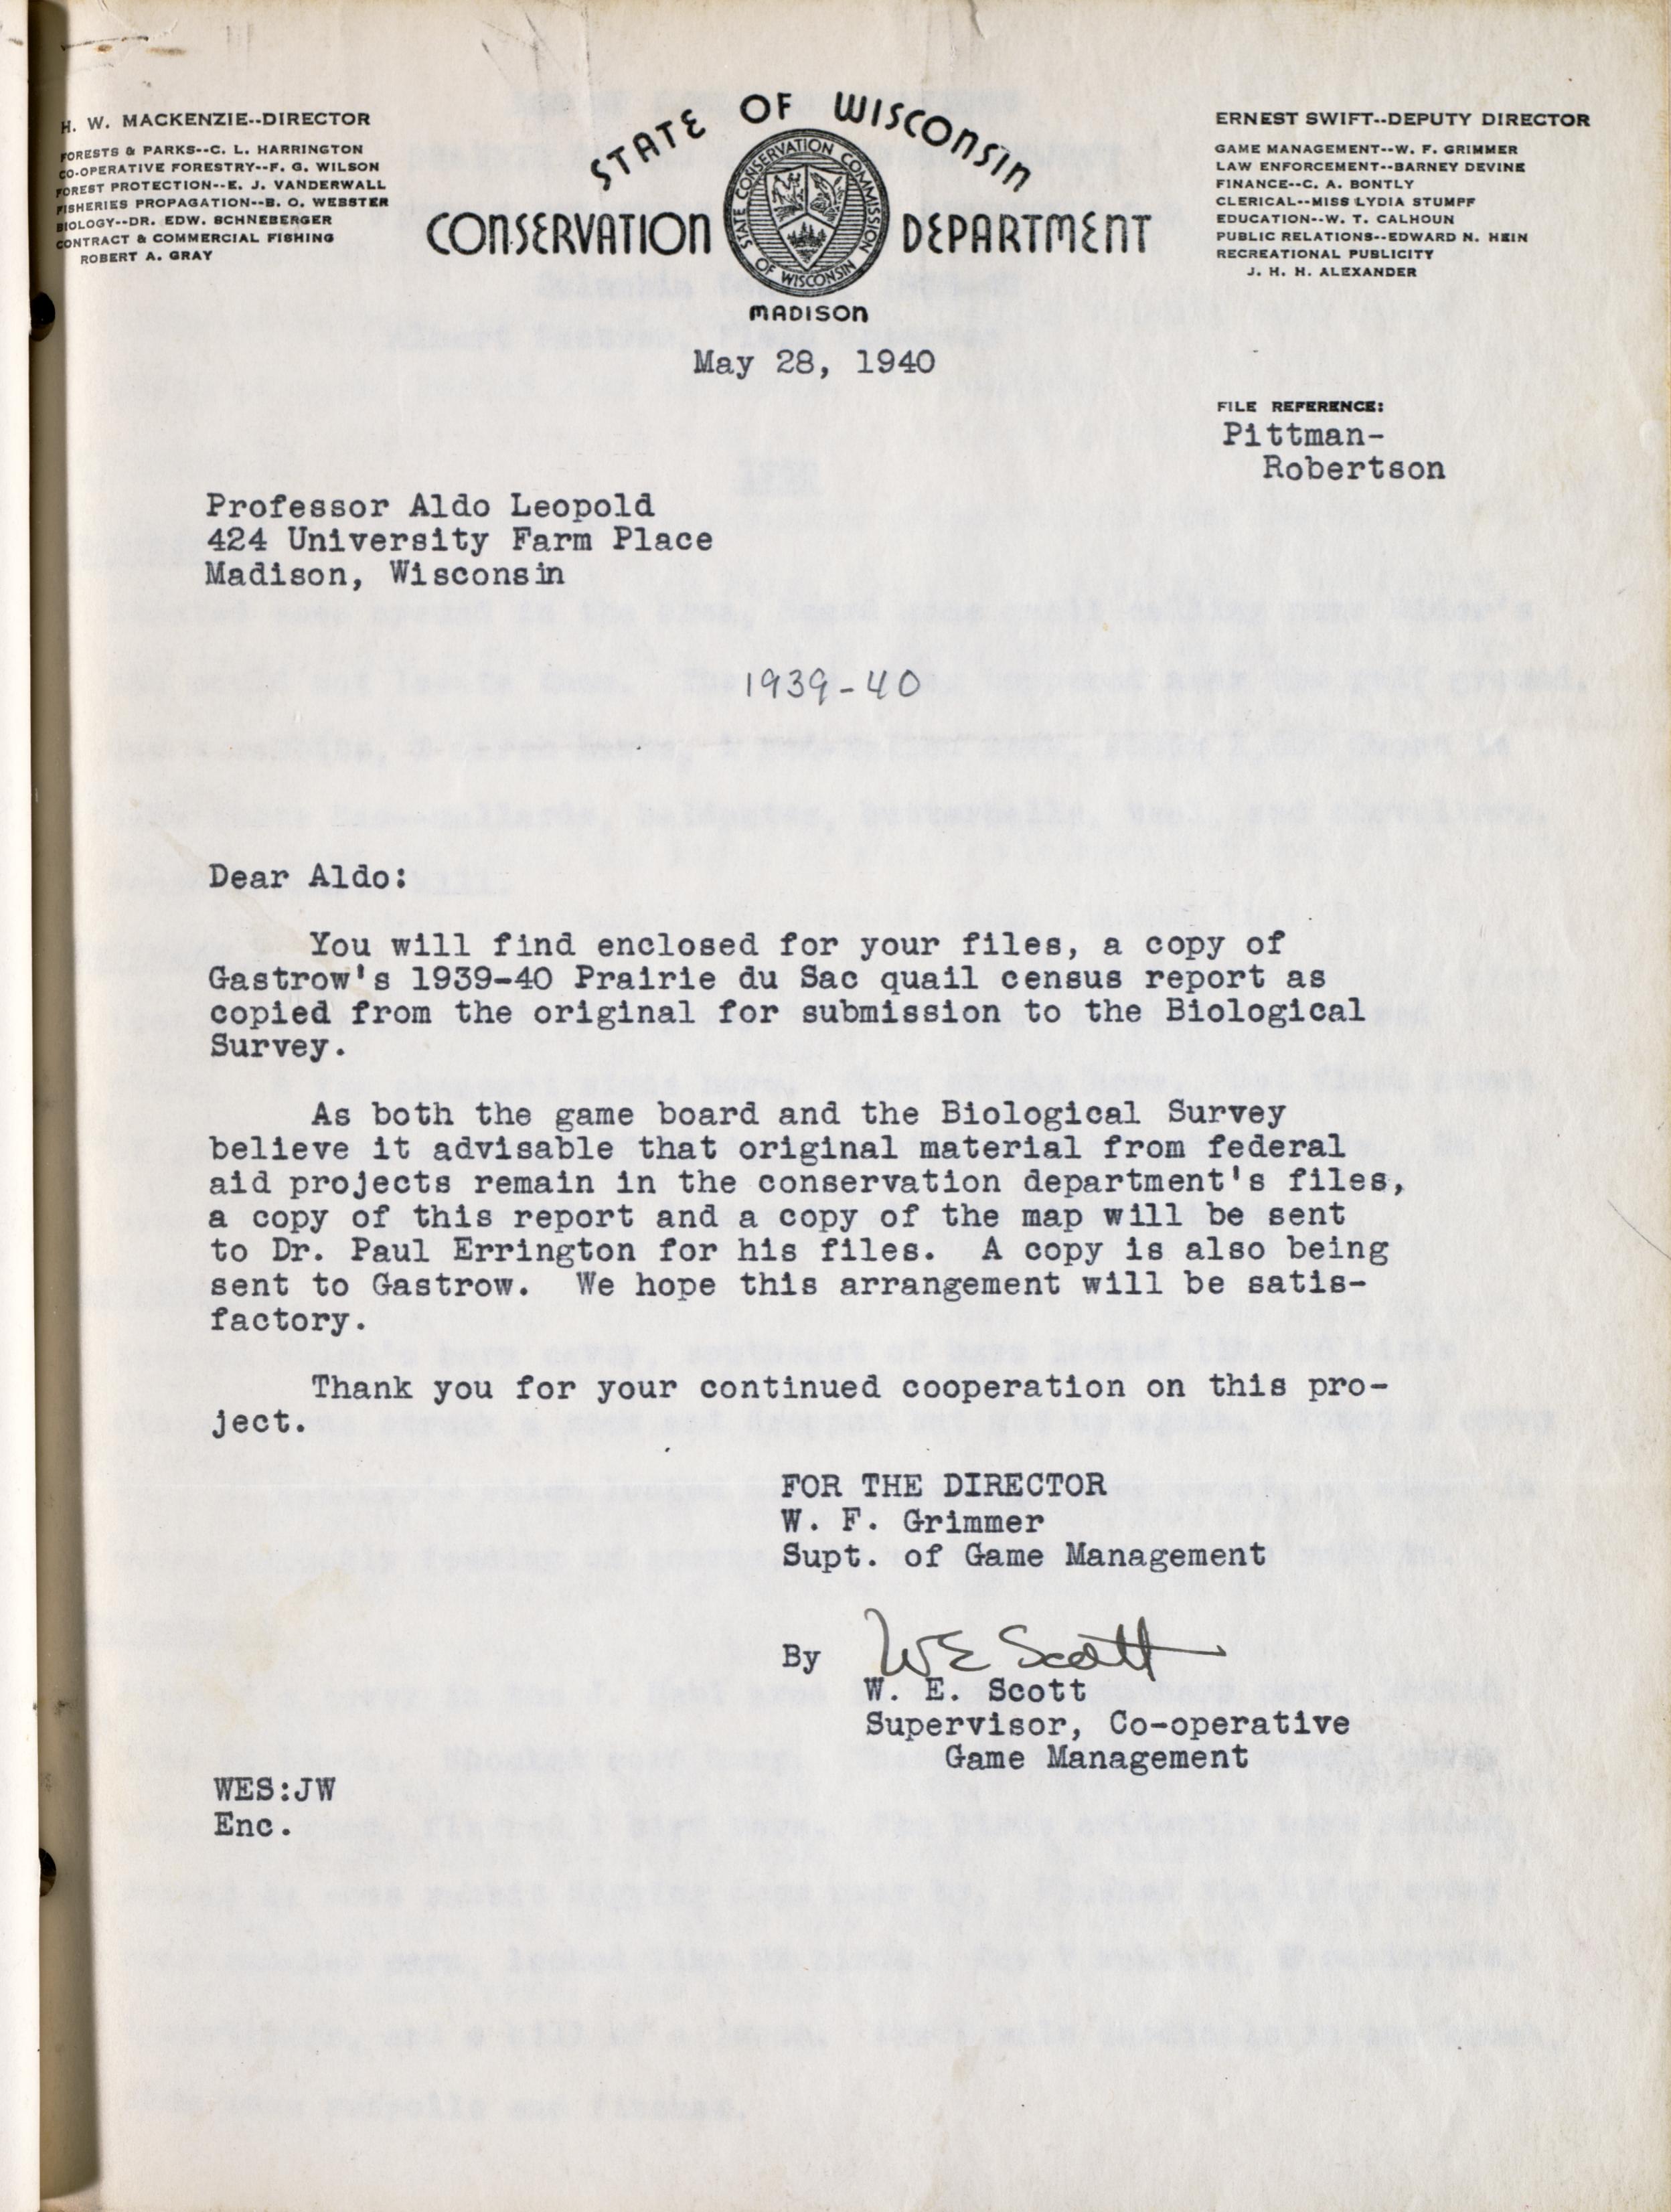 H. W. MACKENZIE--DIRECTOR
FORESTS & PARKS--C. L. HARRINGTON
CO-OPERATIVE FORESTRY--F. G. WILSON
FOREST PROTECTION--E. J. VANDERWALL
FISHERIES PROPAGATION--B. O. WEBSTER
BIOLOGY--DR. EDW. SCHNEBERGER
CONTRACT & COMMERCIAL FISHING
ROBERT A. GRAY
STATE OF WISCONSIN
CONSERVATION DEPARTMENT
STATE CONSERVATION COMMISSION
OF WISCONSIN
MADISON
ERNEST SWIFT--DEPUTY DIRECTOR
GAME MANAGEMENT--W. F. GRIMMER
LAW ENFORCEMENT--BARNEY DEVINE
FINANCE--C. A. BONTLY
CLERICAL--MISS LYDIA STUMPF
EDUCATION--W. T. CALHOUN
PUBLIC RELATIONS--EDWARD N. HEIN
RECREATIONAL PUBLICITY
J. H. H. ALEXANDER
May 28, 1940
FILE REFERENCE:
Pittman-
Robertson
Professor Aldo Leopold
424 University Farm Place
Madison, Wisconsin
1939-40
Dear Aldo:
You will find enclosed for your files, a copy of
Gastrow's 1939-40 Prairie du Sac quail census report as
copied from the original for submission to the Biological
Survey.
As both the game board and the Biological Survey
believe it advisable that original material from federal
aid projects remain in the conservation department's files,
a copy of this report and a copy of the map will be sent
to Dr. Paul Errington for his files.  A copy is also being
sent to Gastrow.  We hope this arrangement will be satis-
factory.
Thank you for your continued cooperation on this pro-
ject.
FOR THE DIRECTOR
W. F. Grimmer
Supt. of Game Management
By WE Scott
W. E. Scott
Supervisor, Co-operative
Game Management
WES:JW
Enc.